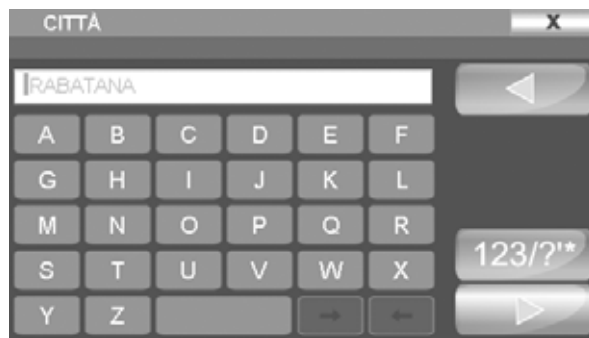 CITTÀ X
RABATANA
A B C D E F
G H I J K L
M N O P Q R
123/?'*
S T U V W X
Y Z